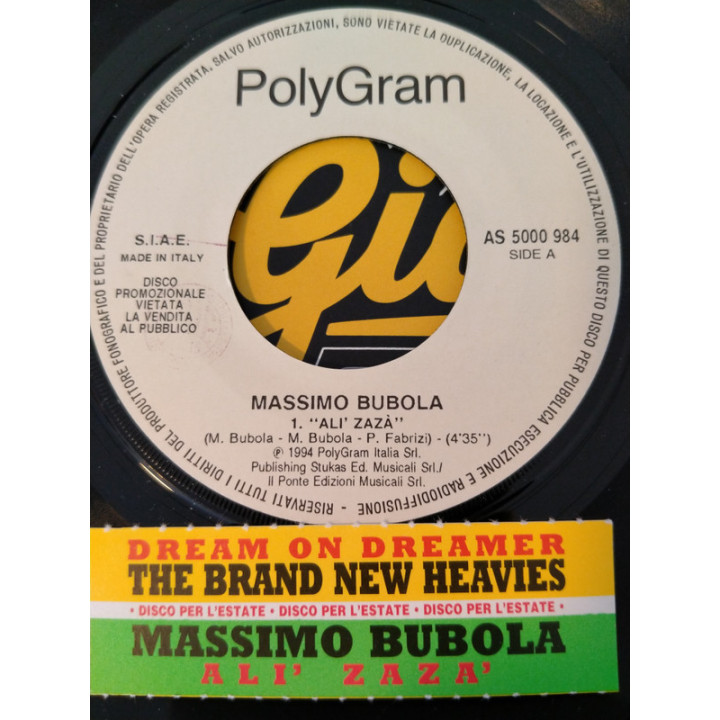 RISERVATI TUTTI I DIRITTI DEL PRODUTTORE FONOGRAFICO E DEL PROPRIETARIO DELL'OPERA REGISTRATA, SALVO AUTORIZZAZIONI, SONO VIETATE LA DUPLICAZIONE, LA LOCAZIONE E L'UTILIZZAZIONE DI QUESTO DISCO PER PUBBLICA ESECUZIONE E RADIODIFFUSIONE -
PolyGram
S.I.A.E.
MADE IN ITALY
DISCO
PROMOZIONALE
VIETATA
LA VENDITA
AL PUBBLICO
AS 5000 984
SIDE A
MASSIMO BUBOLA
1. "ALI' ZAZÀ"
(M. Bubola - M. Bubola - P. Fabrizi) - (4'35")
℗ 1994 PolyGram Italia Srl.
Publishing Stukas Ed. Musicali Srl./
Il Ponte Edizioni Musicali Srl.
DREAM ON DREAMER
THE BRAND NEW HEAVIES
• DISCO PER L'ESTATE • DISCO PER L'ESTATE • DISCO PER L'ESTATE •
MASSIMO BUBOLA
ALI' ZAZA'